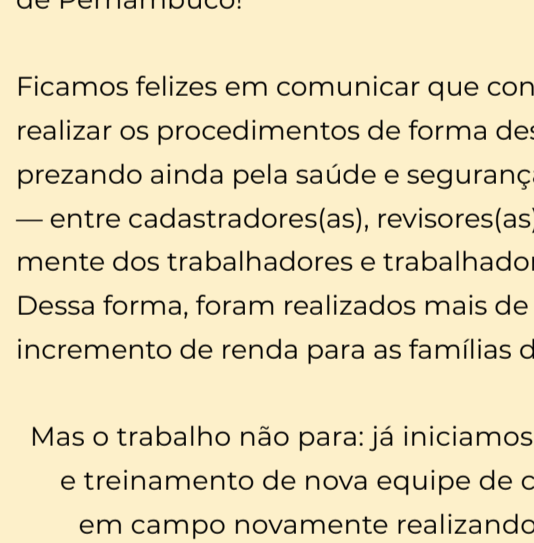 de Pernambuco!
Ficamos felizes em comunicar que con
realizar os procedimentos de forma des
prezando ainda pela saúde e seguranç
— entre cadastradores(as), revisores(as)
mente dos trabalhadores e trabalhador
Dessa forma, foram realizados mais de
incremento de renda para as famílias d
Mas o trabalho não para: já iniciamos
e treinamento de nova equipe de c
em campo novamente realizando